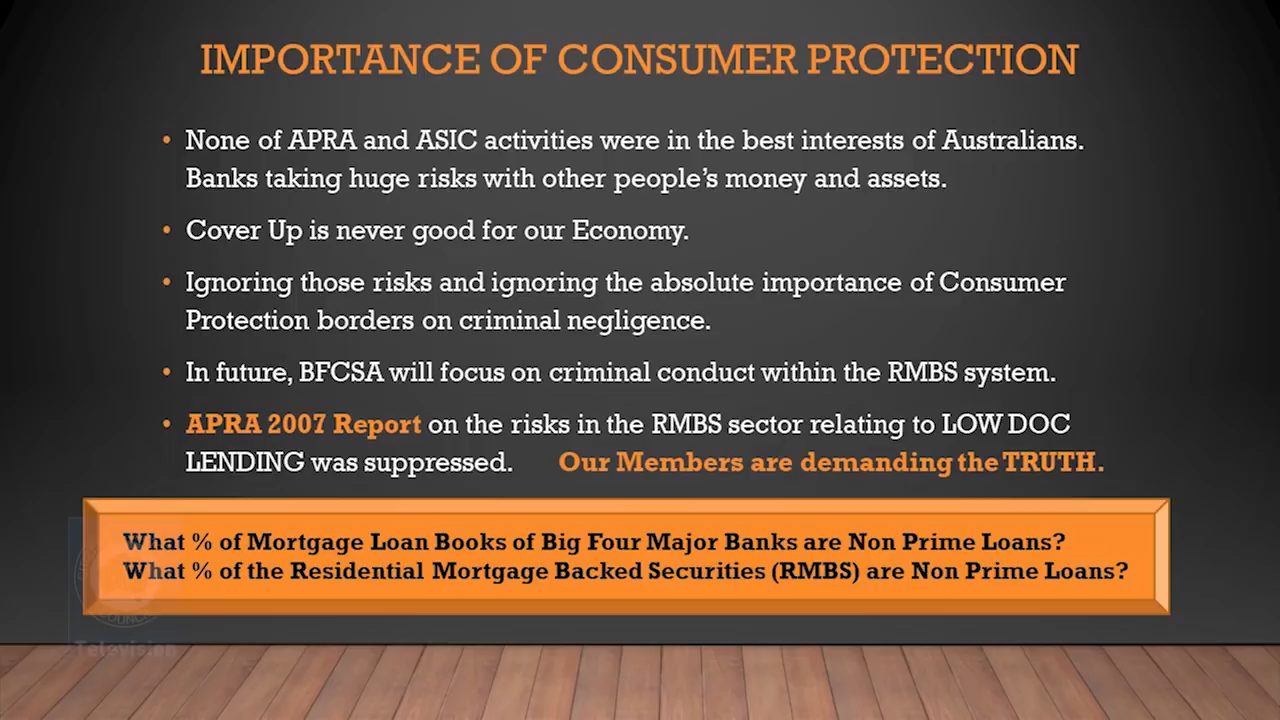 IMPORTANCE OF CONSUMER PROTECTION
• None of APRA and ASIC activities were in the best interests of Australians.
Banks taking huge risks with other people's money and assets.
• Cover Up is never good for our Economy.
• Ignoring those risks and ignoring the absolute importance of Consumer
Protection borders on criminal negligence.
• In future, BFCSA will focus on criminal conduct within the RMBS system.
• APRA 2007 Report on the risks in the RMBS sector relating to LOW DOC
LENDING was suppressed. Our Members are demanding the TRUTH.
What % of Mortgage Loan Books of Big Four Major Banks are Non Prime Loans?
What % of the Residential Mortgage Backed Securities (RMBS) are Non Prime Loans?
Television